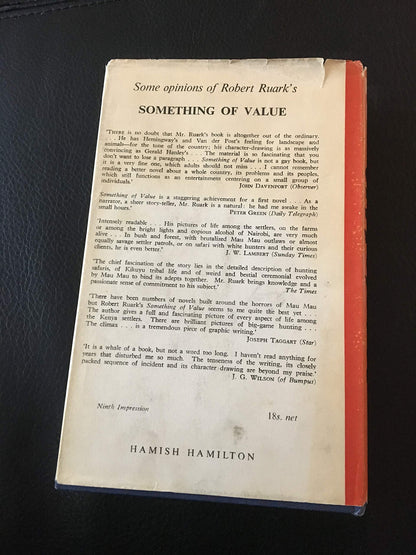 Some opinions of Robert Ruark's
SOMETHING OF VALUE
'THERE is no doubt that Mr. Ruark's book is altogether out of the ordinary.
. . . He has Hemingway's and Van der Post's feeling for landscape and
animals—for the tone of the country; his character-drawing is as massively
convincing as Gerald Hanley's . . . The material is so fascinating that you
don't want to lose a paragraph . . . Something of Value is not a gay book, but
it is a very fine one, which adults should not miss . . . I cannot remember
reading a better novel about a whole country, its problems and its peoples,
which still functions as an entertainment centering on a small group of
individuals.'
JOHN DAVENPORT (Observer)
'Something of Value is a staggering achievement for a first novel . . . As a
narrator, a sheer story-teller, Mr. Ruark is a natural: he had me awake in the
small hours.'
PETER GREEN (Daily Telegraph)
'Intensely readable . . . His pictures of life among the settlers, on the farms
or among the bright lights and copious alcohol of Nairobi, are very much
alive . . . In bush and forest, with brutalized Mau Mau outlaws or almost
equally savage settler patrols, or on safari with white hunters and their curious
clients, he is even better.'
J. W. LAMBERT (Sunday Times)
'The chief fascination of the story lies in the detailed description of hunting
safaris, of Kikuyu tribal life and of weird and bestial ceremonial evolved
by Mau Mau to bind its adepts together. Mr. Ruark brings knowledge and a
passionate sense of commitment to his subject.'
The Times
'There have been numbers of novels built around the horrors of Mau Mau
but Robert Ruark's Something of Value seems to me quite the best yet . . .
The author gives a full and fascinating picture of every aspect of life among
the Kenya settlers. There are brilliant pictures of big-game hunting . . .
The climax . . . is a tremendous piece of graphic writing.'
JOSEPH TAGGART (Star)
'It is a whale of a book, but not a word too long. I haven't read anything for
years that disturbed me so much. The tenseness of the writing, its closely
packed sequence of incident and its character drawing are beyond my praise.'
J. G. WILSON (of Bumpus)
Ninth Impression
18s. net
HAMISH HAMILTON